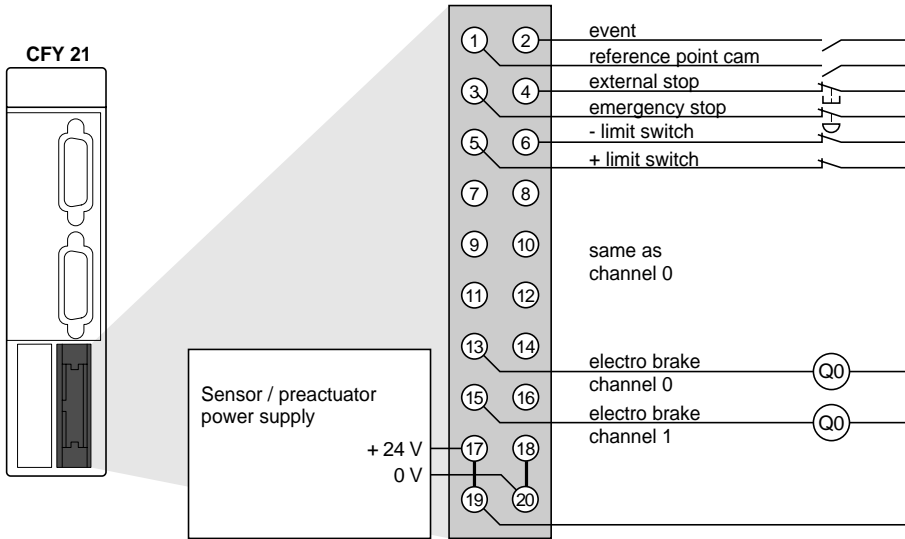 CFY 21
1 2 event
reference point cam
3 4 external stop
emergency stop
5 6 - limit switch
+ limit switch
7 8
9 10 same as
channel 0
11 12
13 14 electro brake
channel 0 Q0
15 16 electro brake
channel 1 Q0
Sensor / preactuator
power supply
+ 24 V 17 18
0 V
19 20